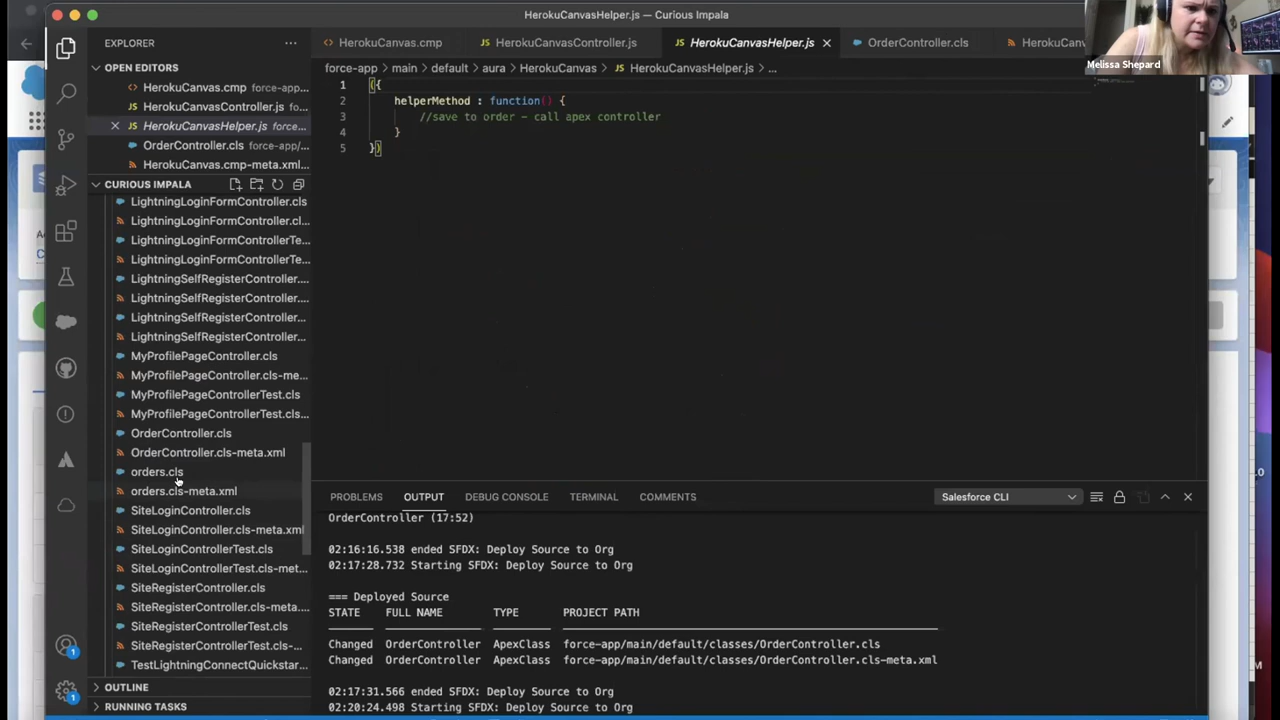 HerokuCanvasHelper.js — Curious Impala
EXPLORER
HerokuCanvas.cmp
HerokuCanvasController.js
HerokuCanvasHelper.js
OrderController.cls
HerokuCan
Melissa Shepard
OPEN EDITORS
force-app > main > default > aura > HerokuCanvas > JS HerokuCanvasHelper.js > ...
HerokuCanvas.cmp force-app...
JS HerokuCanvasController.js fo...
JS HerokuCanvasHelper.js force...
OrderController.cls force-app/...
HerokuCanvas.cmp-meta.xml...
1 ({
2 helperMethod : function() {
3 //save to order - call apex controller
4 }
5 })
CURIOUS IMPALA
LightningLoginFormController.cls
LightningLoginFormController.cl...
LightningLoginFormControllerTe...
LightningLoginFormControllerTe...
LightningSelfRegisterController....
LightningSelfRegisterController....
LightningSelfRegisterController....
LightningSelfRegisterController....
MyProfilePageController.cls
MyProfilePageController.cls-me...
MyProfilePageControllerTest.cls
MyProfilePageControllerTest.cls...
OrderController.cls
OrderController.cls-meta.xml
orders.cls
orders.cls-meta.xml
SiteLoginController.cls
SiteLoginController.cls-meta.xml
SiteLoginControllerTest.cls
SiteLoginControllerTest.cls-met...
SiteRegisterController.cls
SiteRegisterController.cls-meta....
SiteRegisterControllerTest.cls
SiteRegisterControllerTest.cls-...
TestLightningConnectQuickstar...
OUTLINE
RUNNING TASKS
PROBLEMS OUTPUT DEBUG CONSOLE TERMINAL COMMENTS
Salesforce CLI
OrderController (17:52)
02:16:16.538 ended SFDX: Deploy Source to Org
02:17:28.732 Starting SFDX: Deploy Source to Org
=== Deployed Source
STATE FULL NAME TYPE PROJECT PATH
Changed OrderController ApexClass force-app/main/default/classes/OrderController.cls
Changed OrderController ApexClass force-app/main/default/classes/OrderController.cls-meta.xml
02:17:31.566 ended SFDX: Deploy Source to Org
02:20:24.498 Starting SFDX: Deploy Source to Org
1
1